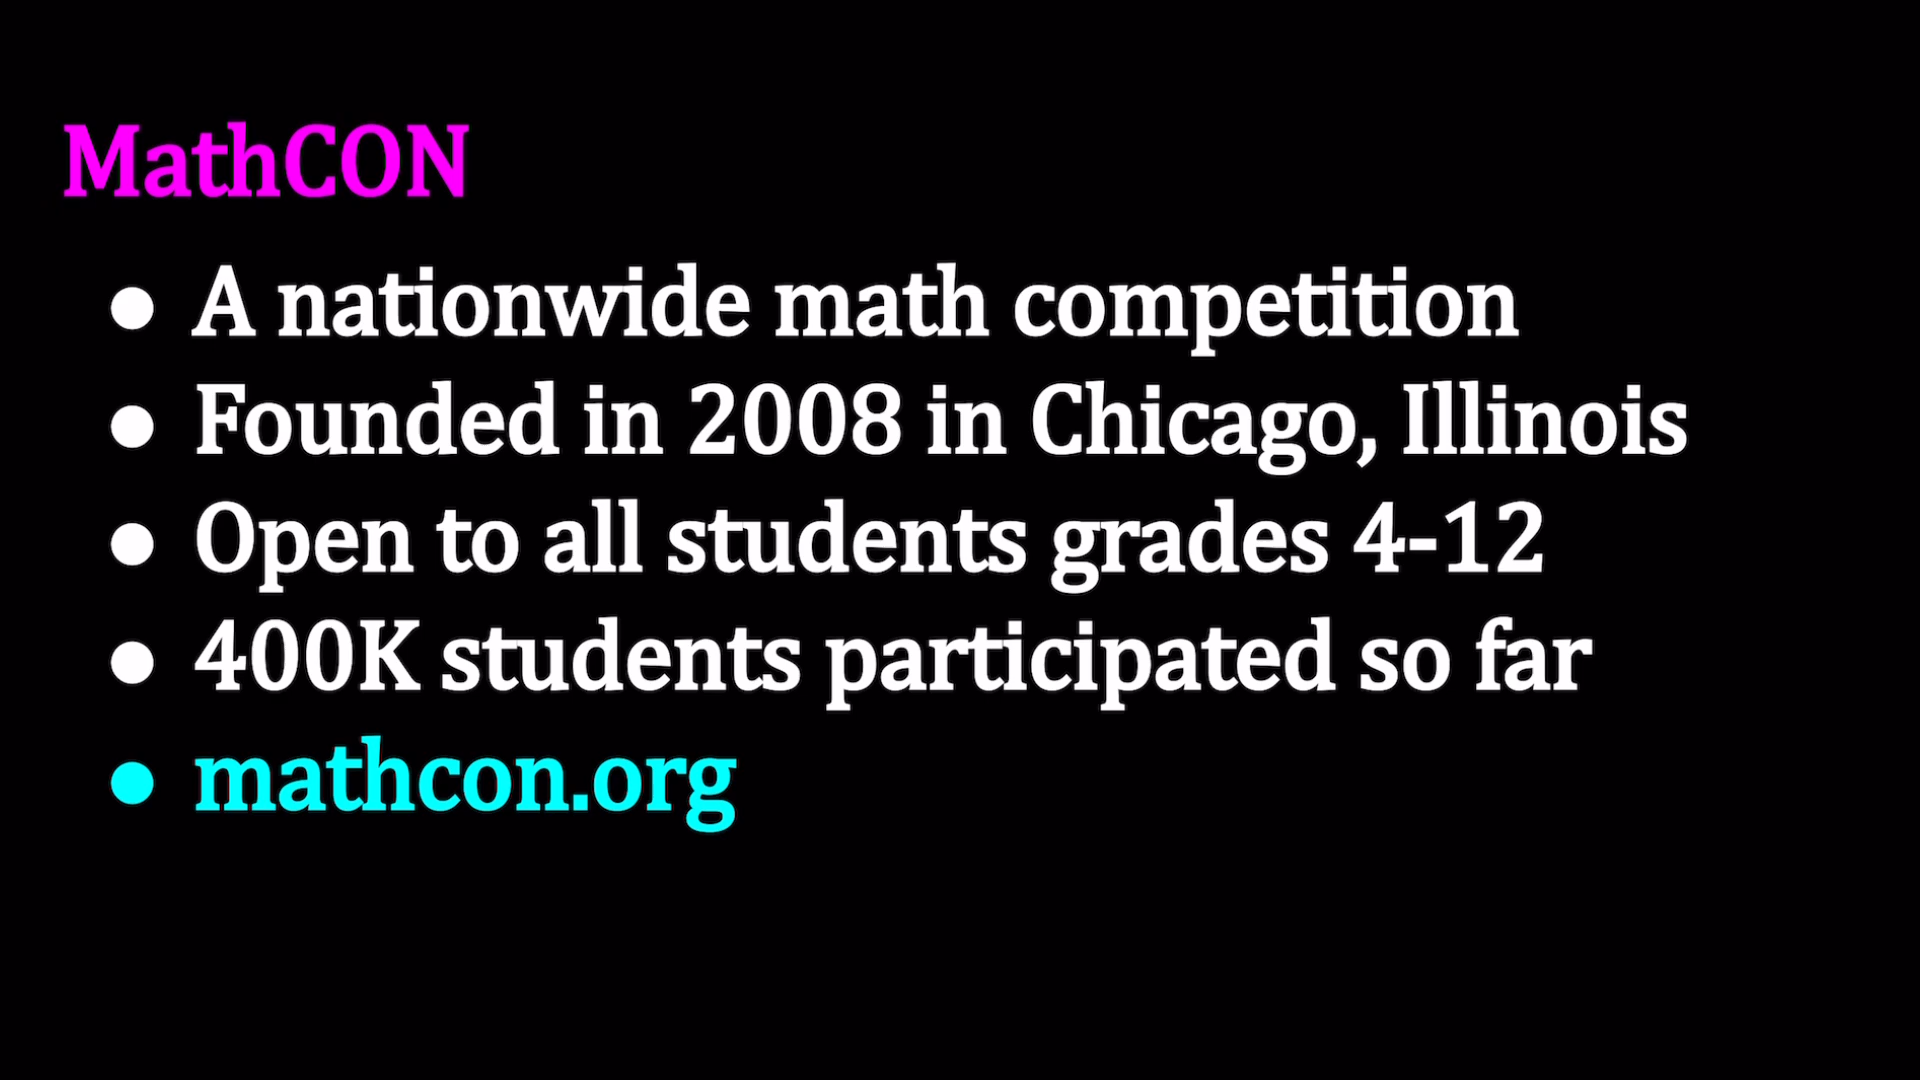 MathCON
● A nationwide math competition
● Founded in 2008 in Chicago, Illinois
● Open to all students grades 4-12
● 400K students participated so far
● mathcon.org